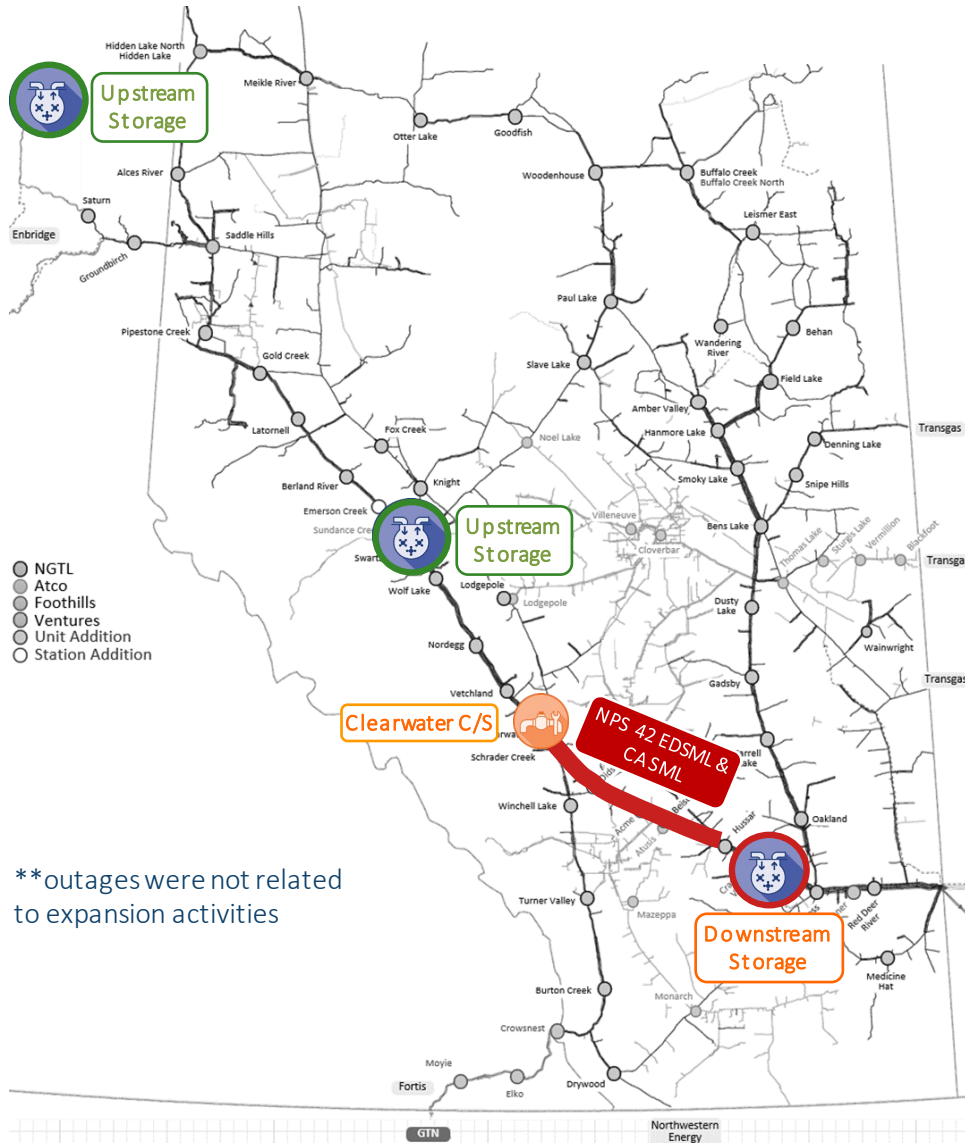 Hidden Lake North
Hidden Lake
Meikle River
Upstream
Storage
Otter Lake
Goodfish
Alces River
Woodenhouse
Buffalo Creek
Buffalo Creek North
Saturn
Leismer East
Enbridge
Saddle Hills
Groundbirch
Paul Lake
Pipestone Creek
Wandering
River
Behan
Gold Creek
Slave Lake
Field Lake
Amber Valley
Latornell
Fox Creek
Noel Lake
Hanmore Lake
Transgas
Denning Lake
Smoky Lake
Knight
Berland River
Snipe Hills
Emerson Creek
Villeneuve
Bens Lake
Upstream
Storage
Cloverbar
Thomas Lake
Sturgis Lake
Vermillion
Blackfoot
Transga
Wolf Lake
Lodgepole
Lodgepole
NGTL
Atco
Foothills
Ventures
Unit Addition
Station Addition
Dusty
Lake
Wainwright
Nordegg
Gadsby
Transgas
Vetchland
Clearwater C/S
NPS 42 EDSML &
CASML
Schrader Creek
Lake
Winchell Lake
Acme
Atusis
Hussar
Oakland
**outages were not related
to expansion activities
Turner Valley
Mazeppa
Red Deer
River
Downstream
Storage
Medicine
Hat
Burton Creek
Monarch
Crowsnest
Moyie
Fortis
Elko
Drywood
GTN
Northwestern
Energy